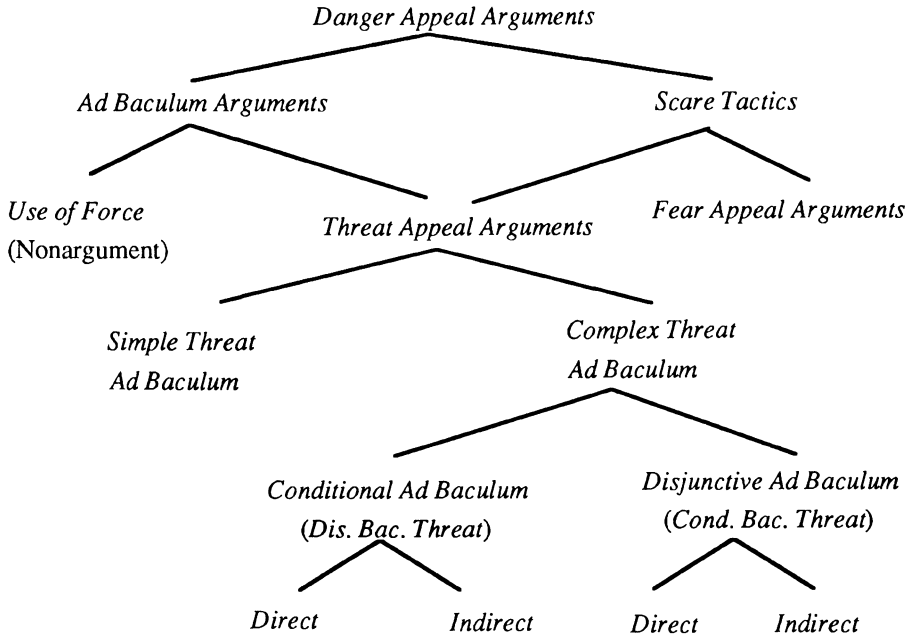 Danger Appeal Arguments
Ad Baculum Arguments
Scare Tactics
Use of Force
(Nonargument)
Threat Appeal Arguments
Fear Appeal Arguments
Simple Threat
Ad Baculum
Complex Threat
Ad Baculum
Conditional Ad Baculum
(Dis. Bac. Threat)
Disjunctive Ad Baculum
(Cond. Bac. Threat)
Direct
Indirect
Direct
Indirect